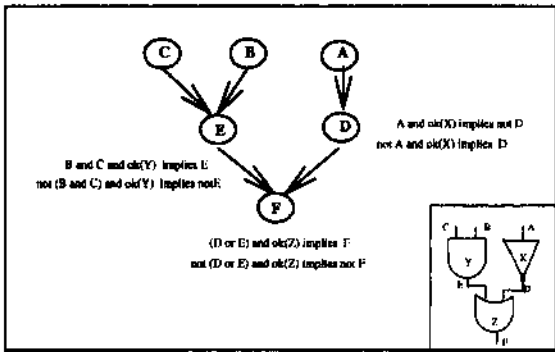 C B A
E D
A and ok(X) implies not D
not A and ok(X) implies D
B and C and ok(Y) implies E
not (B and C) and ok(Y) implies notE
F
(D or E) and ok(Z) implies F
not (D or E) and ok(Z) implies not F
C B A
Y X
E D
Z
F